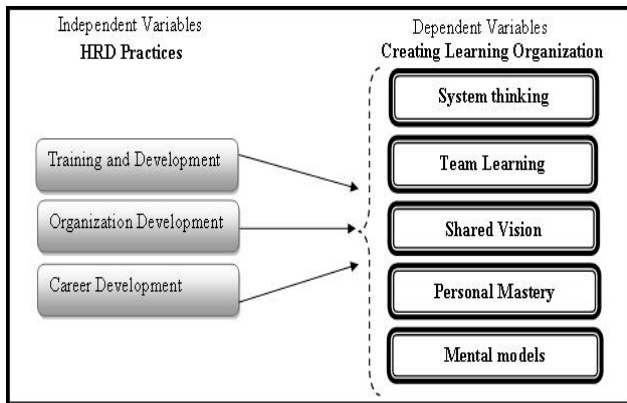 Independent Variables
HRD Practices
Training and Development
Organization Development
Career Development
Dependent Variables
Creating Learning Organization
System thinking
Team Learning
Shared Vision
Personal Mastery
Mental models